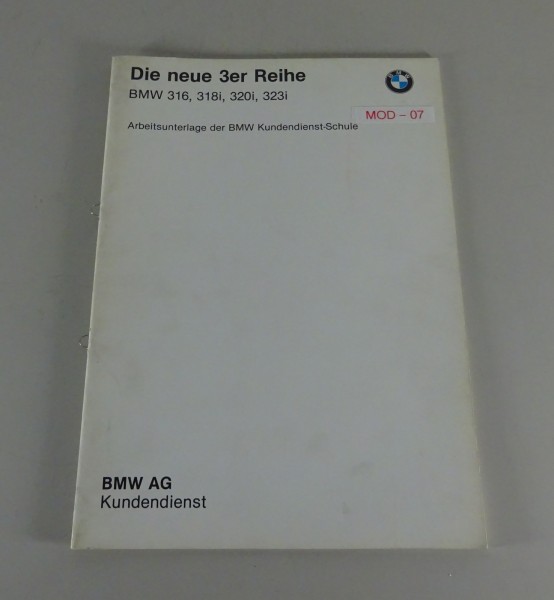 Die neue 3er Reihe
BMW 316, 318i, 320i, 323i
BMW
MOD - 07
Arbeitsunterlage der BMW Kundendienst-Schule
BMW AG
Kundendienst